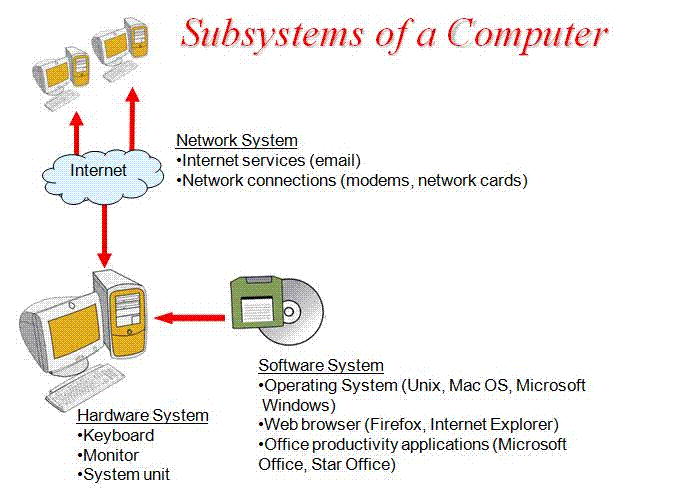 Subsystems of a Computer
Network System
•Internet services (email)
•Network connections (modems, network cards)
Internet
Software System
•Operating System (Unix, Mac OS, Microsoft
Windows)
•Web browser (Firefox, Internet Explorer)
•Office productivity applications (Microsoft
Office, Star Office)
Hardware System
•Keyboard
•Monitor
•System unit